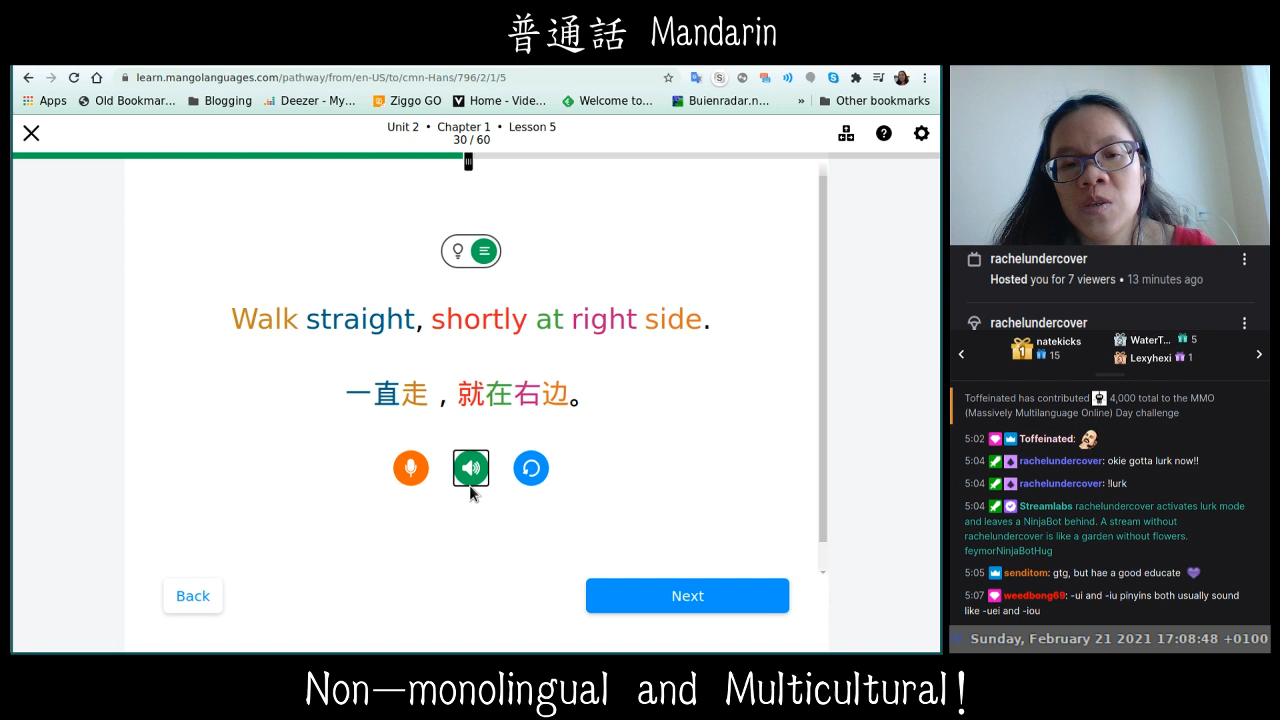 普通話 Mandarin
learn.mangolanguages.com/pathway/from/en-US/to/cmn-Hans/796/2/1/5
Apps Old Bookmar... Blogging Deezer - My... Ziggo GO Home - Vide... Welcome to... Buienradar.n... » Other bookmarks
Unit 2 • Chapter 1 • Lesson 5
30 / 60
Walk straight, shortly at right side.
一直走，就在右边。
Back
Next
rachelundercover
Hosted you for 7 viewers • 13 minutes ago
rachelundercover
natekicks
15
WaterT... 5
Lexyhexi 1
Toffeinated has contributed 4,000 total to the MMO
(Massively Multilanguage Online) Day challenge
5:02 Toffeinated:
5:04 rachelundercover: okie gotta lurk now!!
5:04 rachelundercover: !lurk
5:04 Streamlabs rachelundercover activates lurk mode
and leaves a NinjaBot behind. A stream without
rachelundercover is like a garden without flowers.
feymorNinjaBotHug
5:05 senditom: gtg, but hae a good educate
5:07 weedbong69: -ui and -iu pinyins both usually sound
like -uei and -iou
Sunday, February 21 2021 17:08:48 +0100
Non-monolingual and Multicultural!